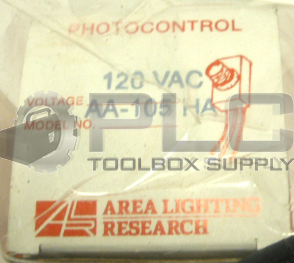 PHOTOCONTROL
120 VAC
VOLTAGE
AA-105 HA
MODEL NO.
PLC
TOOLBOX SUPPLY
AREA LIGHTING
RESEARCH